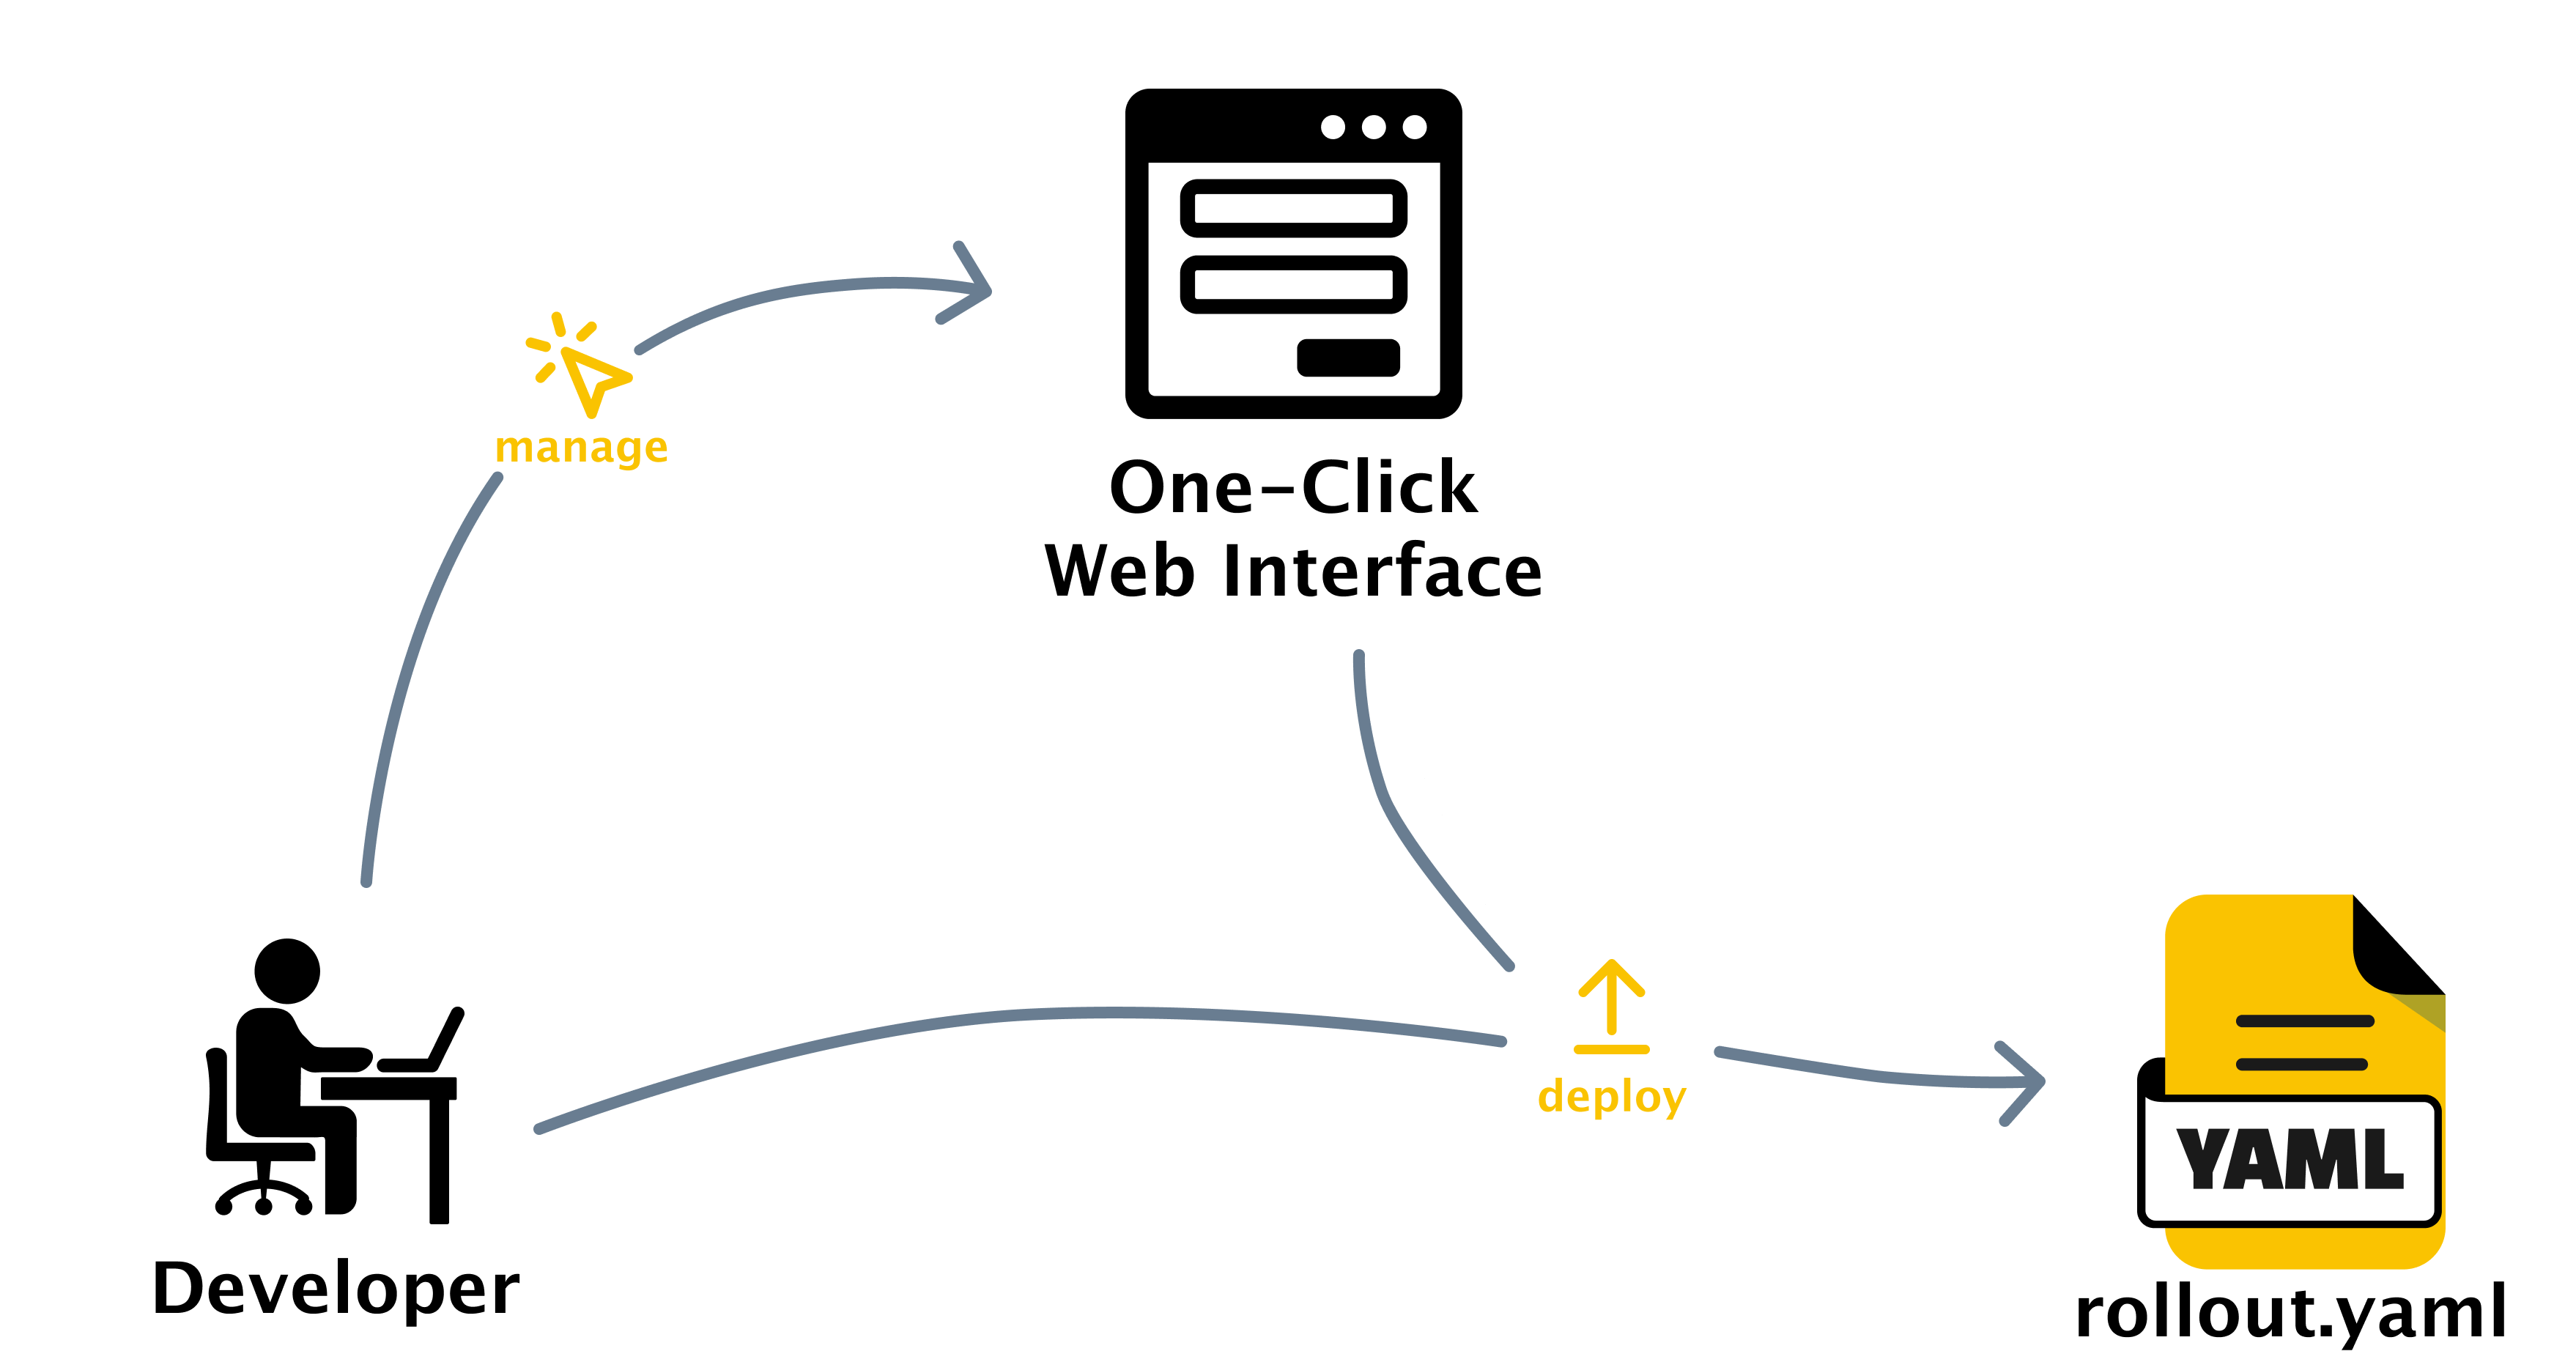 manage
One-Click
Web Interface
deploy
YAML
Developer
rollout.yaml